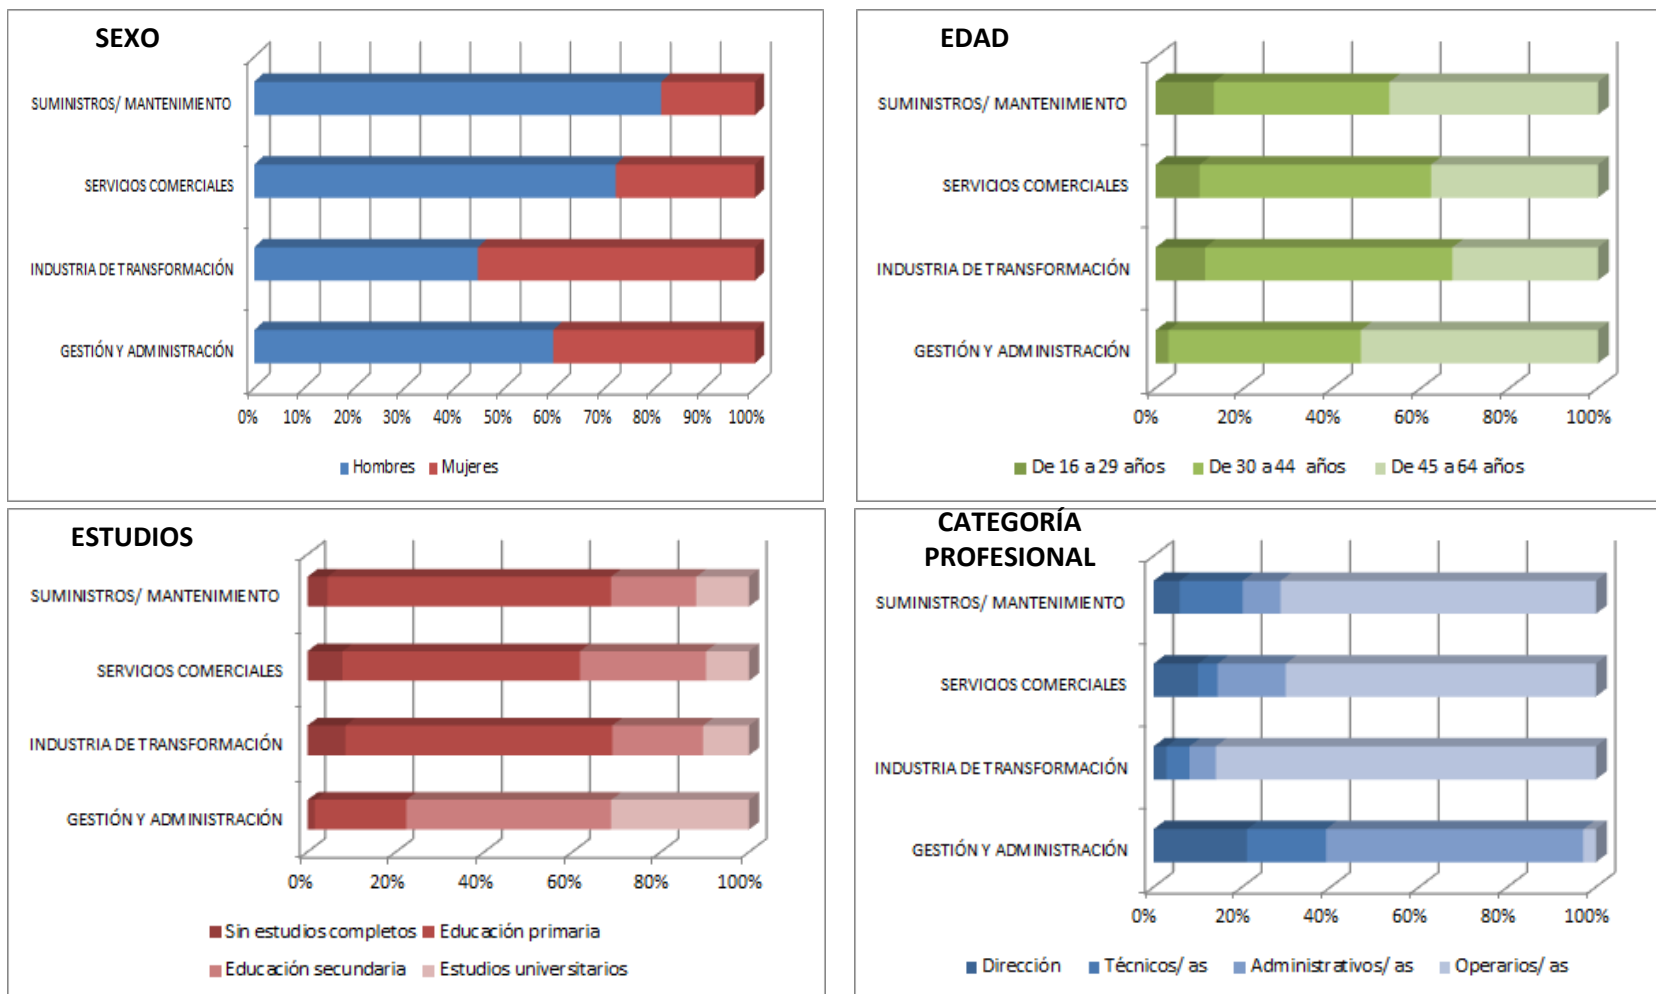 SEXO
SUMINISTROS/ MANTENIMIENTO
SERVICIOS COMERCIALES
INDUSTRIA DE TRANSFORMACIÓN
GESTIÓN Y ADMINISTRACIÓN
0% 10% 20% 30% 40% 50% 60% 70% 80% 90% 100%
Hombres Mujeres
EDAD
SUMINISTROS/ MANTENIMIENTO
SERVICIOS COMERCIALES
INDUSTRIA DE TRANSFORMACIÓN
GESTIÓN Y ADMINISTRACIÓN
0% 20% 40% 60% 80% 100%
De 16 a 29 años De 30 a 44 años De 45 a 64 años
ESTUDIOS
SUMINISTROS/ MANTENIMIENTO
SERVICIOS COMERCIALES
INDUSTRIA DE TRANSFORMACIÓN
GESTIÓN Y ADMINISTRACIÓN
0% 20% 40% 60% 80% 100%
Sin estudios completos Educación primaria
Educación secundaria Estudios universitarios
CATEGORÍA
PROFESIONAL
SUMINISTROS/ MANTENIMIENTO
SERVICIOS COMERCIALES
INDUSTRIA DE TRANSFORMACIÓN
GESTIÓN Y ADMINISTRACIÓN
0% 20% 40% 60% 80% 100%
Dirección Técnicos/ as Administrativos/ as Operarios/ as